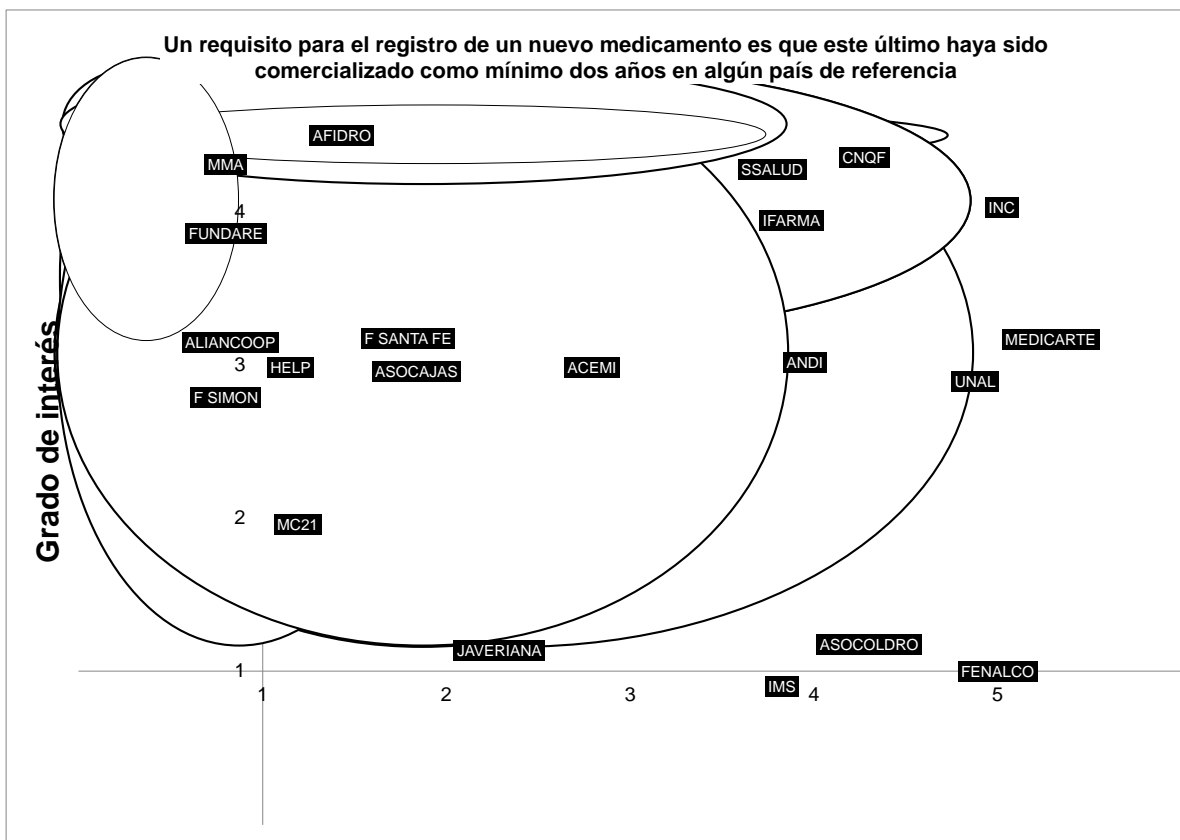 Un requisito para el registro de un nuevo medicamento es que este último haya sido
comercializado como mínimo dos años en algún país de referencia
AFIDRO
MMA
SSALUD
CNQF
4
INC
IFARMA
FUNDARE
Grado de interés
ALIANCOOP
F SANTA FE
MEDICARTE
3
HELP
ASOCAJAS
ACEMI
ANDI
UNAL
F SIMON
2
MC21
JAVERIANA
ASOCOLDRO
1
FENALCO
IMS
1
2
3
4
5